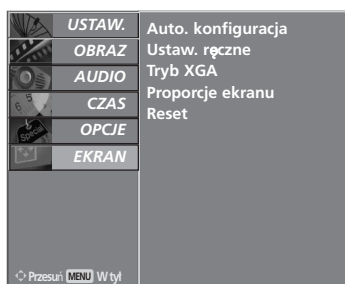 USTAW.
OBRAZ
AUDIO
CZAS
OPCJE
EKRAN
Auto. konfiguracja
Ustaw. ręczne
Tryb XGA
Proporcje ekranu
Reset
Przesuń MENU W tył